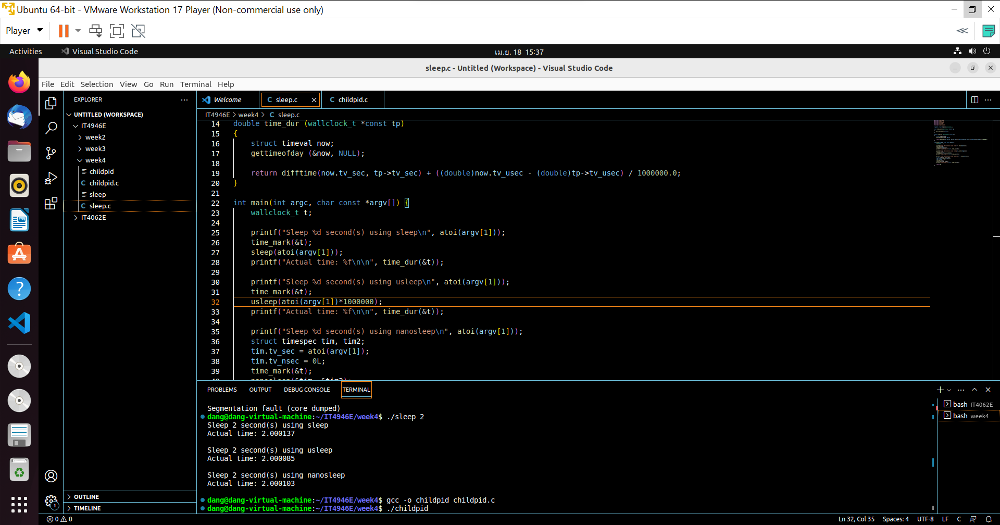 Ubuntu 64-bit - VMware Workstation 17 Player (Non-commercial use only)
Player
Activities
Visual Studio Code
เม.ย. 18 15:37
sleep.c - Untitled (Workspace) - Visual Studio Code
File Edit Selection View Go Run Terminal Help
EXPLORER
UNTITLED (WORKSPACE)
IT4946E
week2
week3
week4
childpid
C childpid.c
sleep
C sleep.c
IT4062E
OUTLINE
TIMELINE
Welcome
C sleep.c
C childpid.c
IT4946E > week4 > C sleep.c
14 double time_dur (wallclock_t *const tp)
15 {
16 struct timeval now;
17 gettimeofday (&now, NULL);
18
19 return difftime(now.tv_sec, tp->tv_sec) + ((double)now.tv_usec - (double)tp->tv_usec) / 1000000.0;
20 }
21
22 int main(int argc, char const *argv[]) {
23 wallclock_t t;
24
25 printf("Sleep %d second(s) using sleep\n", atoi(argv[1]));
26 time_mark(&t);
27 sleep(atoi(argv[1]));
28 printf("Actual time: %f\n\n", time_dur(&t));
29
30 printf("Sleep %d second(s) using usleep\n", atoi(argv[1]));
31 time_mark(&t);
32 usleep(atoi(argv[1])*1000000);
33 printf("Actual time: %f\n\n", time_dur(&t));
34
35 printf("Sleep %d second(s) using nanosleep\n", atoi(argv[1]));
36 struct timespec tim, tim2;
37 tim.tv_sec = atoi(argv[1]);
38 tim.tv_nsec = 0L;
39 time_mark(&t);
40 nanosleep(&tim, &tim2);
PROBLEMS OUTPUT DEBUG CONSOLE TERMINAL
Segmentation fault (core dumped)
dang@dang-virtual-machine:~/IT4946E/week4$ ./sleep 2
Sleep 2 second(s) using sleep
Actual time: 2.000137
Sleep 2 second(s) using usleep
Actual time: 2.000085
Sleep 2 second(s) using nanosleep
Actual time: 2.000103
dang@dang-virtual-machine:~/IT4946E/week4$ gcc -o childpid childpid.c
dang@dang-virtual-machine:~/IT4946E/week4$ ./childpid
bash IT4062E
bash week4
1
0 0
Ln 32, Col 35 Spaces: 4 UTF-8 LF C